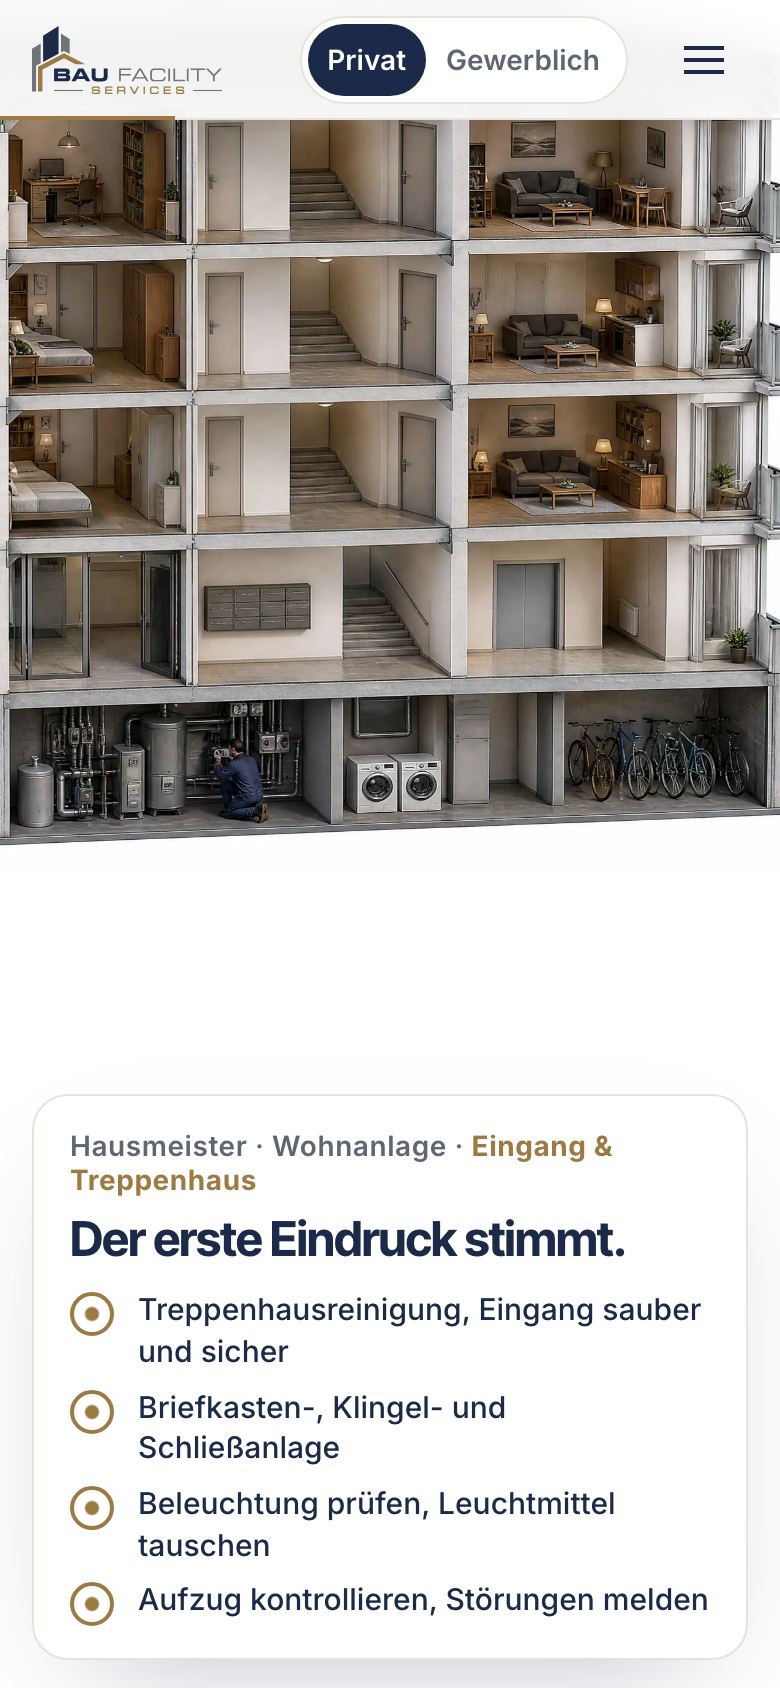 BAU FACILITY
SERVICES
Privat
Gewerblich
Hausmeister · Wohnanlage · Eingang &
Treppenhaus
Der erste Eindruck stimmt.
Treppenhausreinigung, Eingang sauber
und sicher
Briefkasten-, Klingel- und
Schließanlage
Beleuchtung prüfen, Leuchtmittel
tauschen
Aufzug kontrollieren, Störungen melden